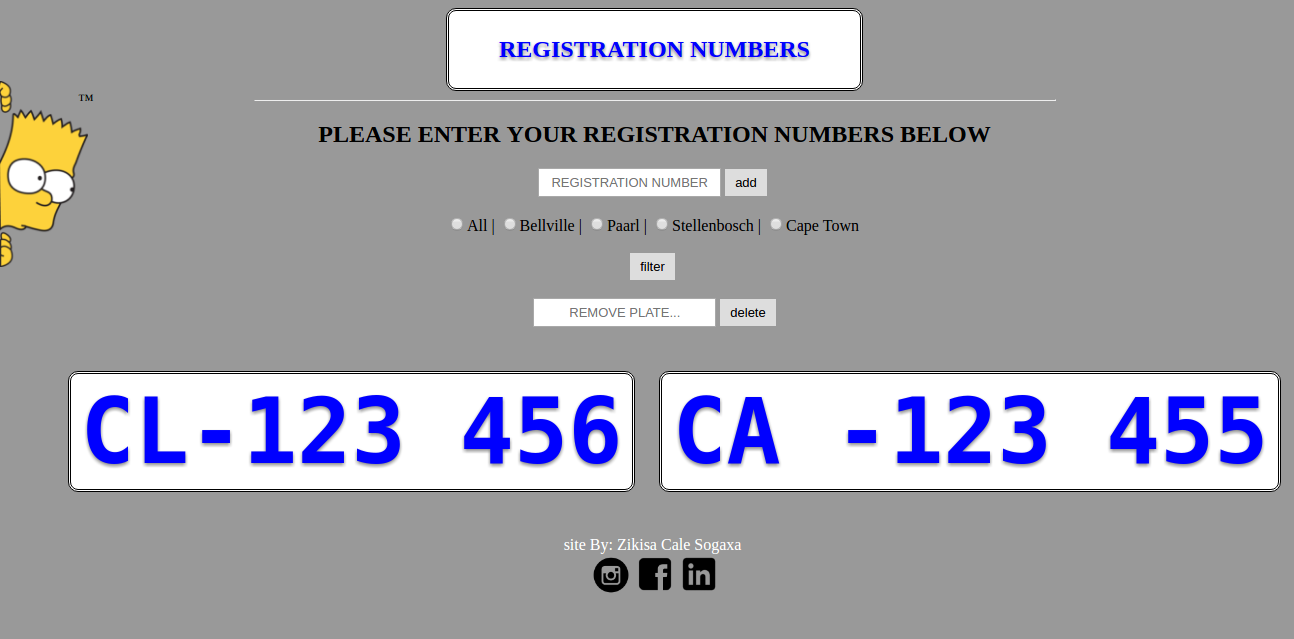 REGISTRATION NUMBERS
™
PLEASE ENTER YOUR REGISTRATION NUMBERS BELOW
REGISTRATION NUMBER add
All | Bellville | Paarl | Stellenbosch | Cape Town
filter
REMOVE PLATE... delete
CL-123 456 CA -123 455
site By: Zikisa Cale Sogaxa